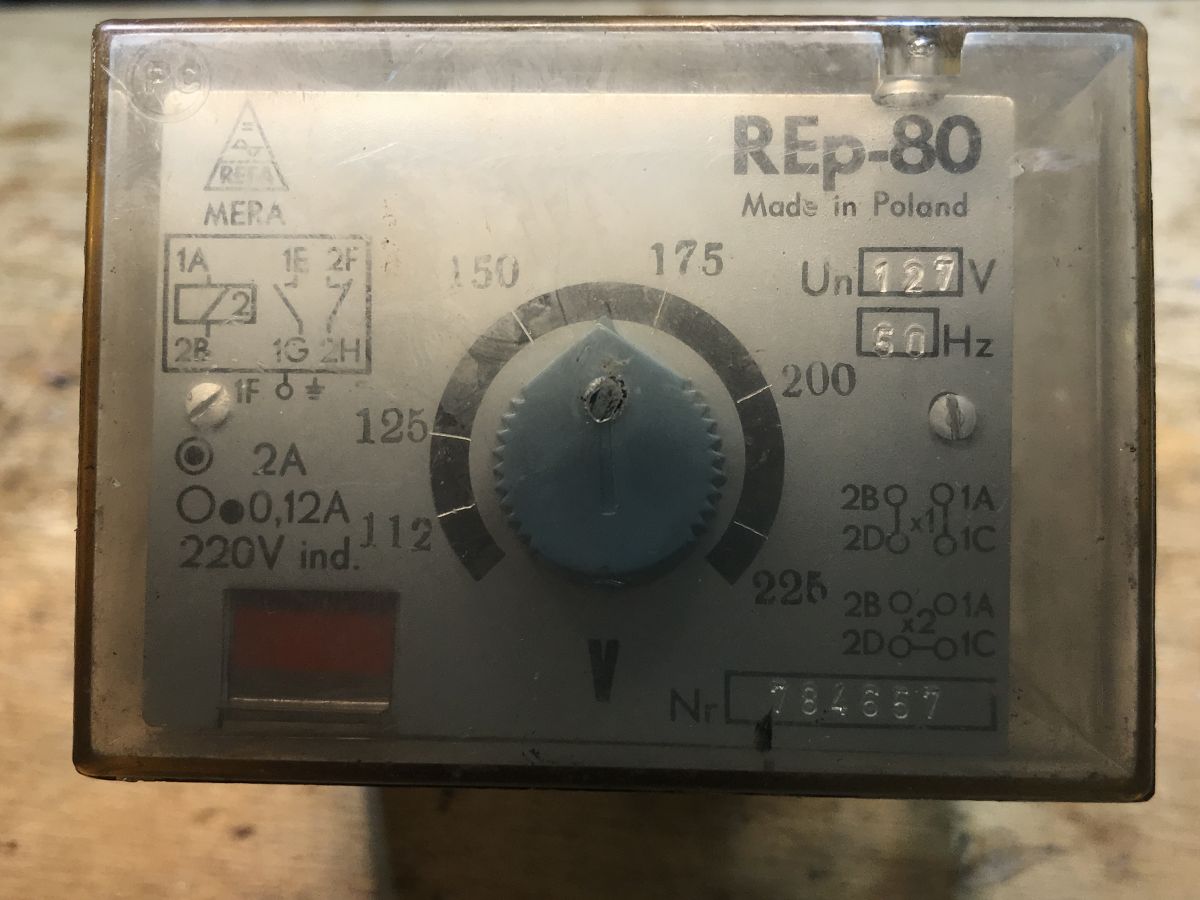 PC
REFA
MERA
REp-80
Made in Poland
1A 1E 2F
2
2B 1G 2H
1F
Un 127 V
50 Hz
112
125
150
175
200
225
V
2A
0,12A
220V ind.
2B 1A
x1
2D 1C
2B 1A
x2
2D 1C
Nr 784657